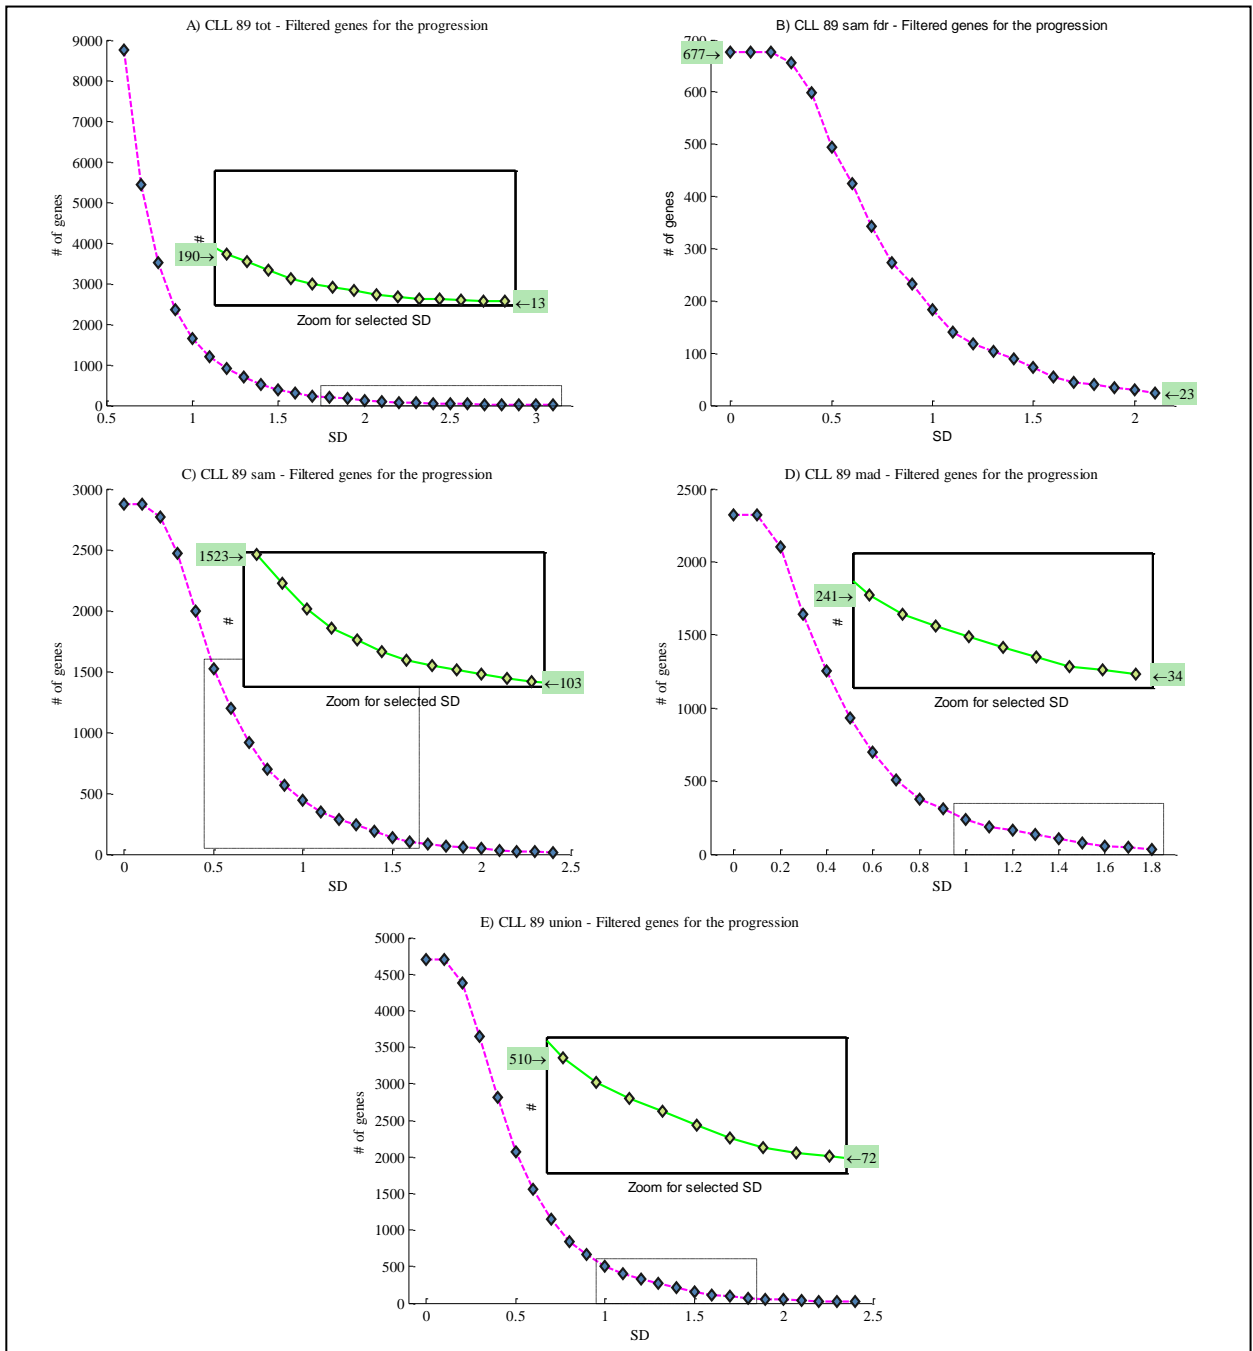 A) CLL 89 tot - Filtered genes for the progression
9000
8000
7000
6000
5000
4000
3000
2000
1000
0
# of genes
0.5 1 1.5 2 2.5 3
SD
#
190→
←13
Zoom for selected SD
B) CLL 89 sam fdr - Filtered genes for the progression
700
677→
600
500
400
300
200
100
0
# of genes
0 0.5 1 1.5 2
SD
←23
C) CLL 89 sam - Filtered genes for the progression
3000
2500
2000
1500
1000
500
0
# of genes
0 0.5 1 1.5 2 2.5
SD
1523→
#
←103
Zoom for selected SD
D) CLL 89 mad - Filtered genes for the progression
2500
2000
1500
1000
500
0
# of genes
0 0.2 0.4 0.6 0.8 1 1.2 1.4 1.6 1.8
SD
241→
#
←34
Zoom for selected SD
E) CLL 89 union - Filtered genes for the progression
5000
4500
4000
3500
3000
2500
2000
1500
1000
500
0
# of genes
0 0.5 1 1.5 2 2.5
SD
510→
#
←72
Zoom for selected SD